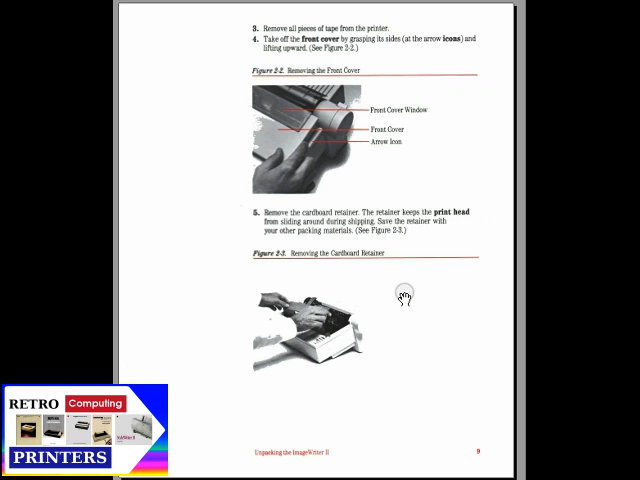 3. Remove all pieces of tape from the printer.
4. Take off the front cover by grasping its sides (at the arrow icons) and
lifting upward. (See Figure 2-2.)
Figure 2-2. Removing the Front Cover
Front Cover Window
Front Cover
Arrow Icon
5. Remove the cardboard retainer. The retainer keeps the print head
from sliding around during shipping. Save the retainer with
your other packing materials. (See Figure 2-3.)
Figure 2-3. Removing the Cardboard Retainer
Unpacking the ImageWriter II
9
RETRO Computing
PRINTERS